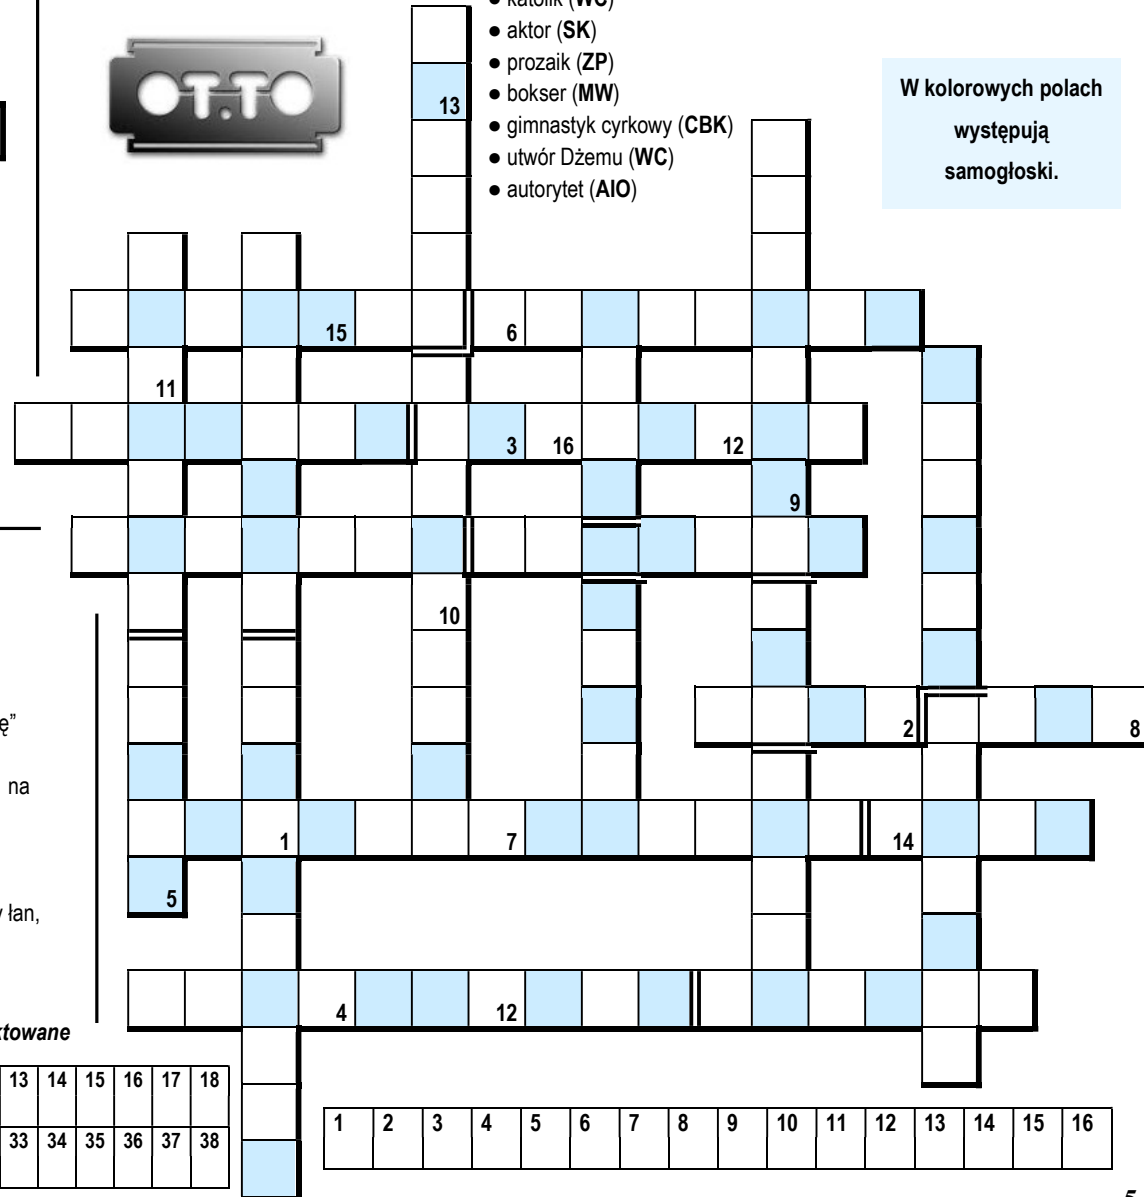 ● katolik (WC)
● aktor (SK)
● prozaik (ZP)
● bokser (MW)
● gimnastyk cyrkowy (CBK)
● utwór Dżemu (WC)
● autorytet (AIO)
OT.TO
W kolorowych polach
występują
samogłoski.
13
15 6
11
3 16 12
9
10
2 8
1 7 14
5
4 12
ę”
na
łan,
13 14 15 16 17 18
33 34 35 36 37 38
1 2 3 4 5 6 7 8 9 10 11 12 13 14 15 16
5